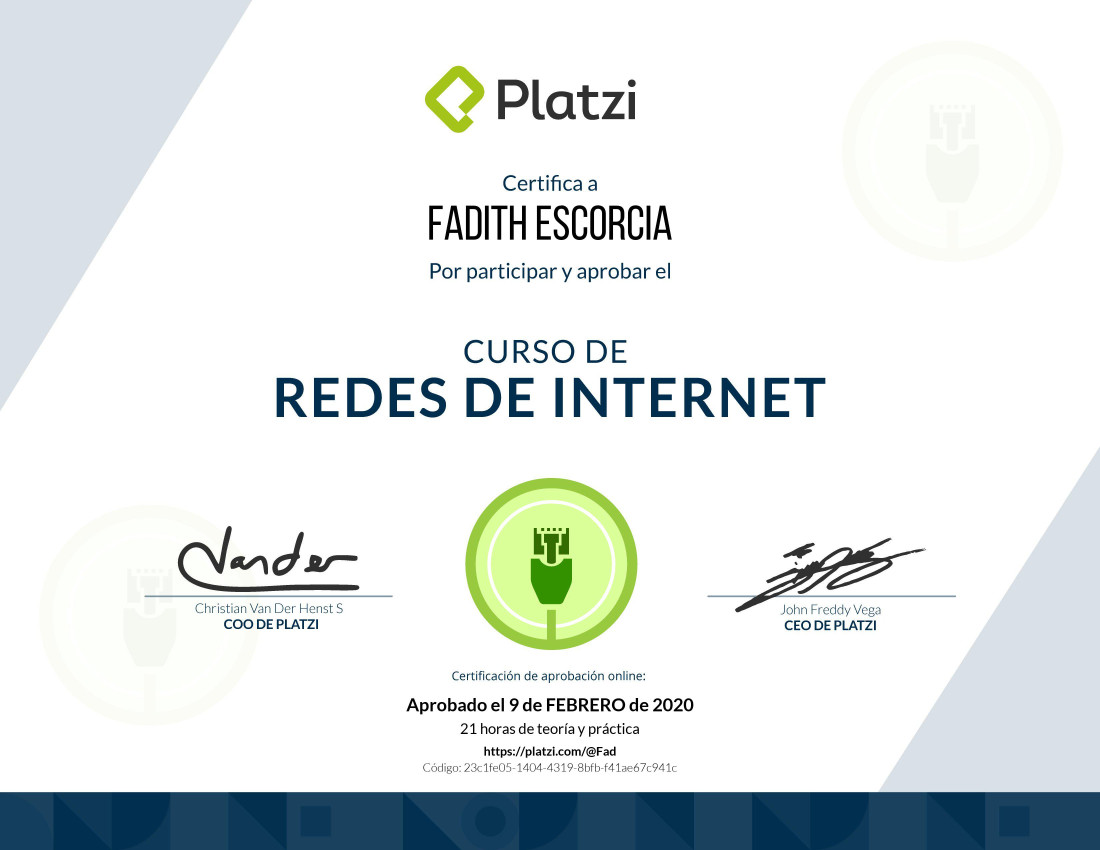 Platzi
Certifica a
FADITH ESCORCIA
Por participar y aprobar el
CURSO DE
REDES DE INTERNET
Vander
Christian Van Der Henst S
COO DE PLATZI
John Freddy Vega
CEO DE PLATZI
Certificación de aprobación online:
Aprobado el 9 de FEBRERO de 2020
21 horas de teoría y práctica
https://platzi.com/@Fad
Código: 23c1fe05-1404-4319-8bfb-f41ae67c941c